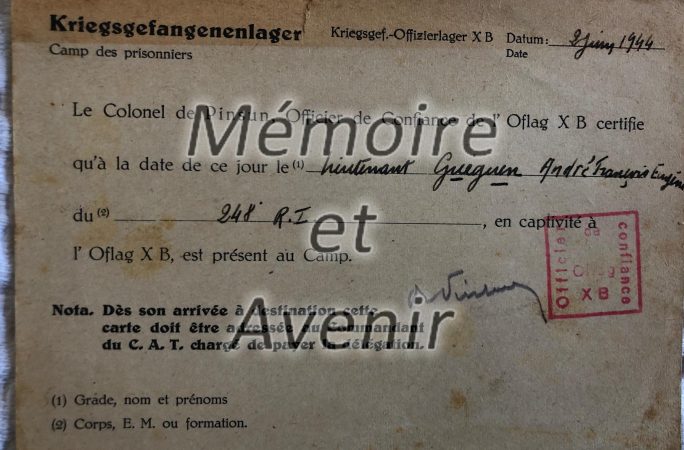 Kriegsgefangenenlager Kriegsgef.-Offizierlager X B Datum: 2 juin 1944
Camp des prisonniers Date
Le Colonel de Pinsun, Officier de Confiance de l' Oflag X B certifie
qu'à la date de ce jour le (1) Lieutenant Gueguen André François Eugène
du (2) 248e R.I , en captivité à
l' Oflag X B, est présent au Camp.
Officier de confiance
Oflag
X B
Nota. Dès son arrivée à destination cette
carte doit être adressée au Commandant
du C. A. T. chargé de payer la délégation.
(1) Grade, nom et prénoms
(2) Corps, E. M. ou formation.
Mémoire
et
Avenir